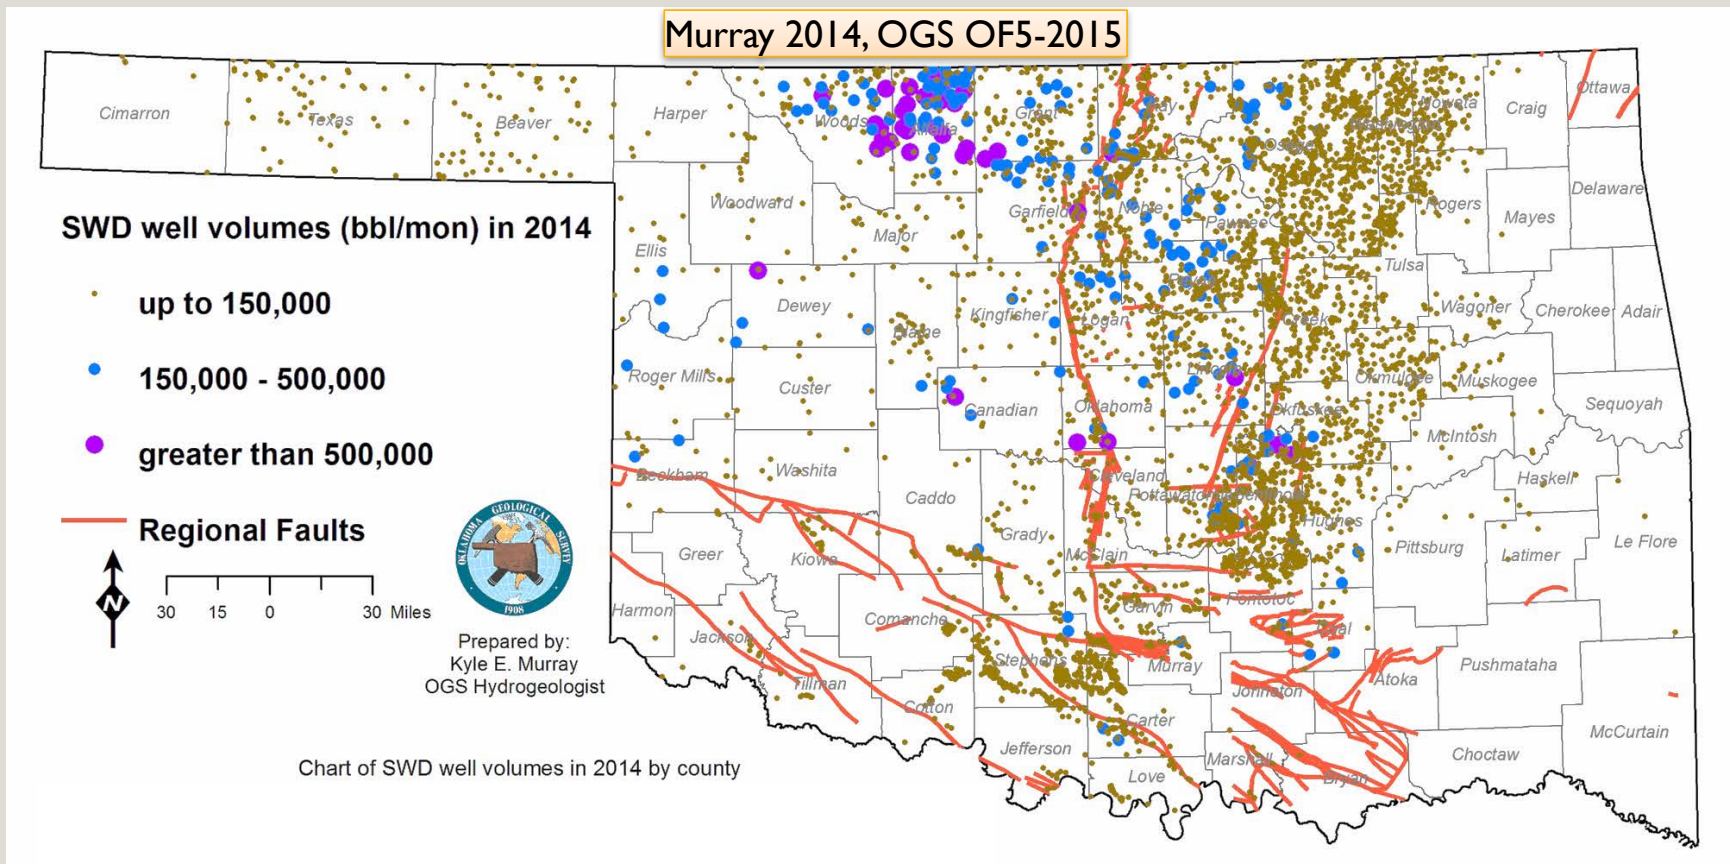 Murray 2014, OGS OF5-2015
Cimarron
Texas
Beaver
Harper
Woods
Alfalfa
Grant
Kay
Osage
Washington
Nowata
Craig
Ottawa
Woodward
Ellis
Major
Garfield
Noble
Pawnee
Rogers
Mayes
Delaware
SWD well volumes (bbl/mon) in 2014
up to 150,000
150,000 - 500,000
greater than 500,000
Regional Faults
N
30 15 0 30 Miles
OKLAHOMA GEOLOGICAL SURVEY
1908
Prepared by:
Kyle E. Murray
OGS Hydrogeologist
Chart of SWD well volumes in 2014 by county
Dewey
Blaine
Kingfisher
Logan
Payne
Creek
Tulsa
Wagoner
Cherokee
Adair
Roger Mills
Custer
Canadian
Oklahoma
Lincoln
Okfuskee
Okmulgee
Muskogee
Sequoyah
McIntosh
Haskell
Beckham
Washita
Caddo
Grady
Cleveland
Pottawatomie
Seminole
Hughes
Pittsburg
Latimer
Le Flore
Greer
Kiowa
McClain
Harmon
Jackson
Comanche
Garvin
Pontotoc
Coal
Tillman
Stephens
Murray
Johnston
Atoka
Pushmataha
Cotton
Carter
McCurtain
Jefferson
Love
Marshall
Bryan
Choctaw